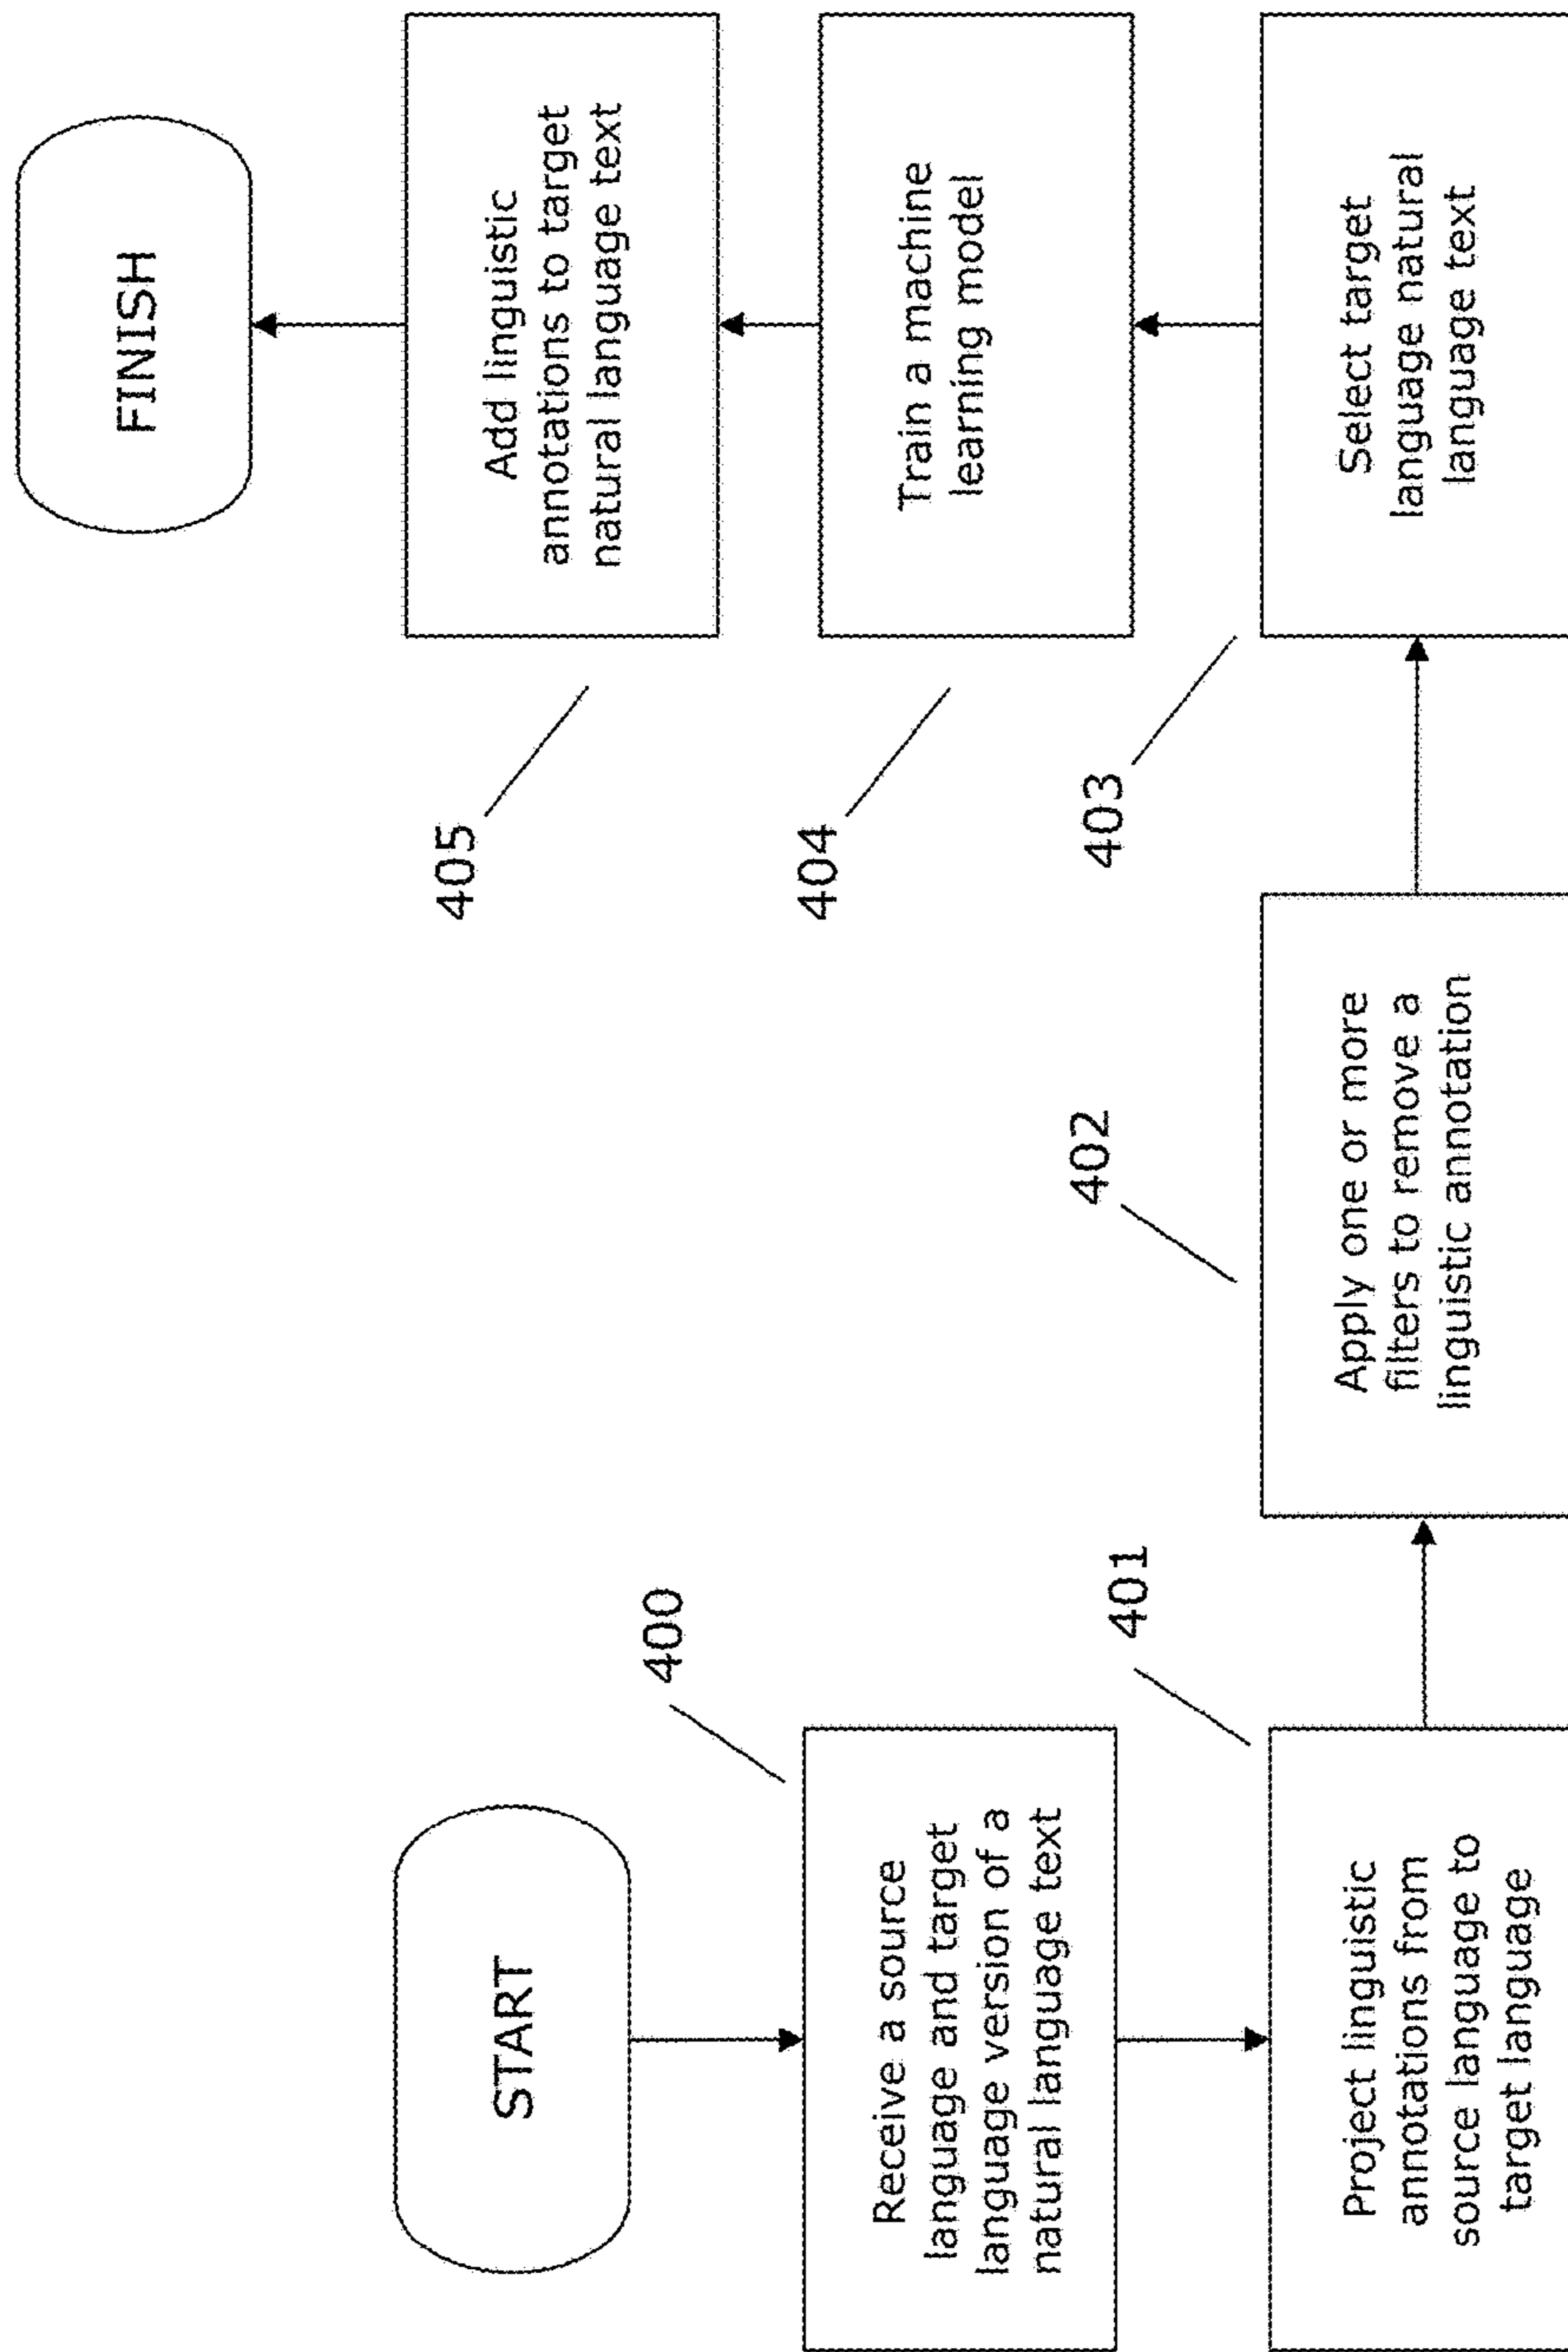 START
400
Receive a source
language and target
language version of a
natural language text
401
Project linguistic
annotations from
source language to
target language
402
Apply one or more
filters to remove a
linguistic annotation
403
Select target
language natural
language text
404
Train a machine
learning model
405
Add linguistic
annotations to target
natural language text
FINISH